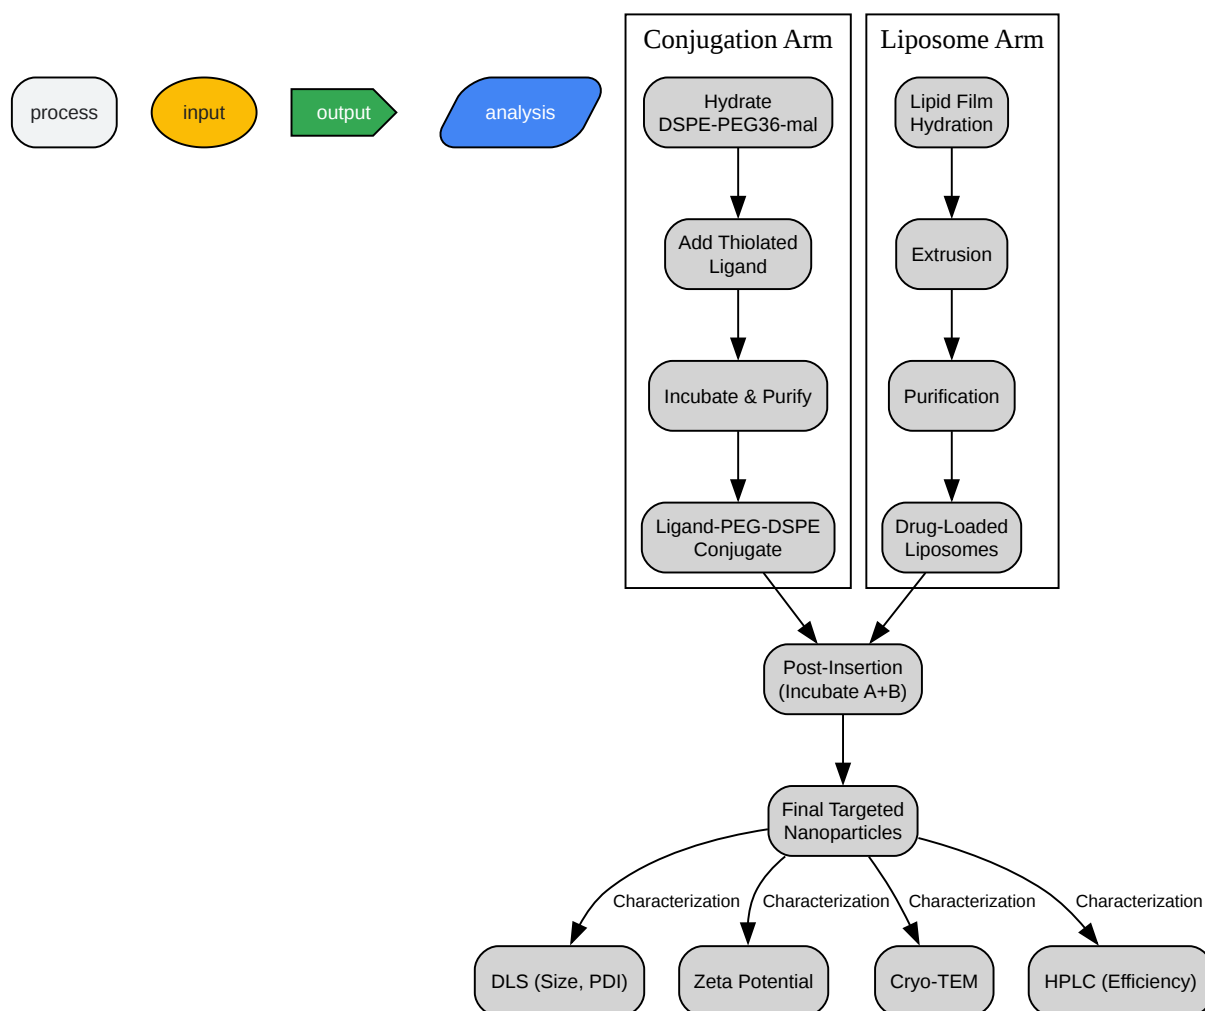 process
input
output
analysis
Conjugation Arm
Hydrate
DSPE-PEG36-mal
Add Thiolated
Ligand
Incubate & Purify
Ligand-PEG-DSPE
Conjugate
Liposome Arm
Lipid Film
Hydration
Extrusion
Purification
Drug-Loaded
Liposomes
Post-Insertion
(Incubate A+B)
Final Targeted
Nanoparticles
Characterization
Characterization
Characterization
Characterization
DLS (Size, PDI)
Zeta Potential
Cryo-TEM
HPLC (Efficiency)